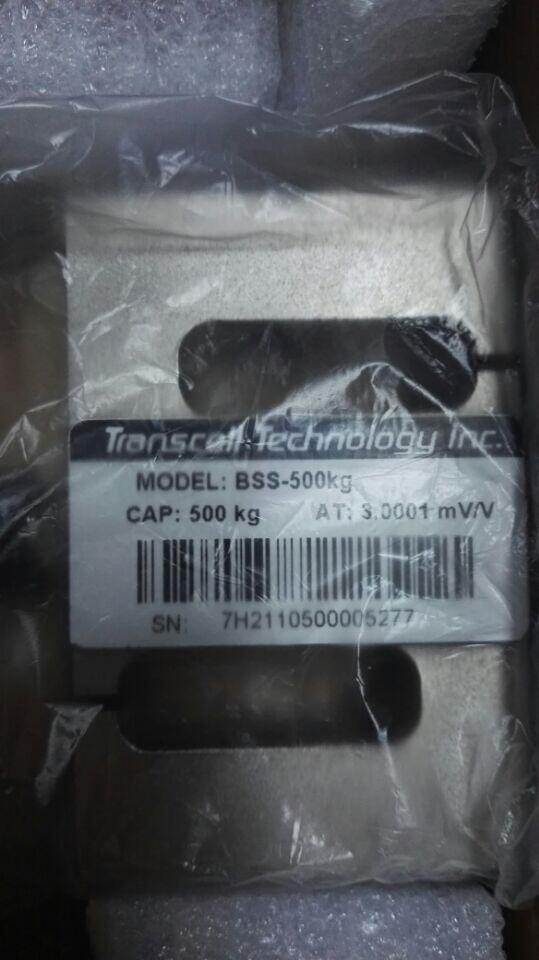 Transcell Technology Inc.
MODEL: BSS-500kg
CAP: 500 kg AT: 3.0001 mV/V
SN: 7H2110500005277